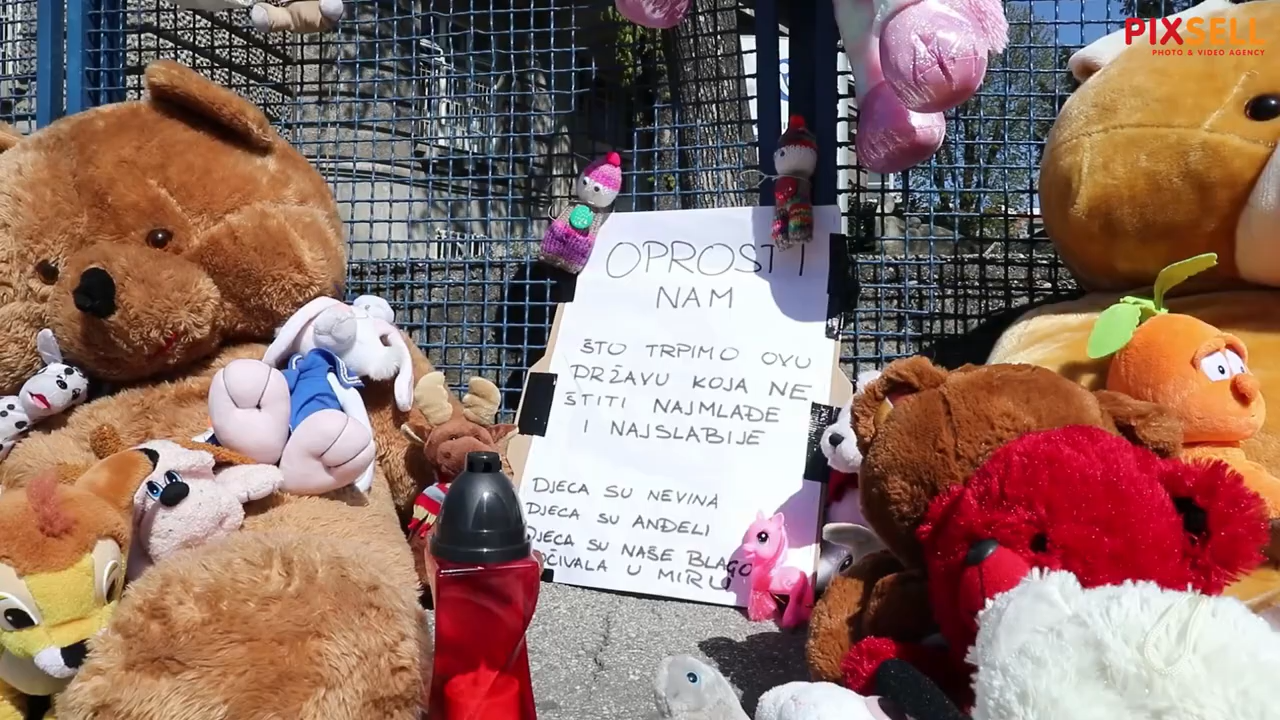 PIXSELL
PHOTO & VIDEO AGENCY
OPROSTI
NAM
ŠTO TRPIMO OVU
DRŽAVU KOJA NE
ŠTITI NAJMLAĐE
I NAJSLABIJE
DJECA SU NEVINA
DJECA SU ANĐELI
DJECA SU NAŠE BLAGO
POČIVALA U MIRU